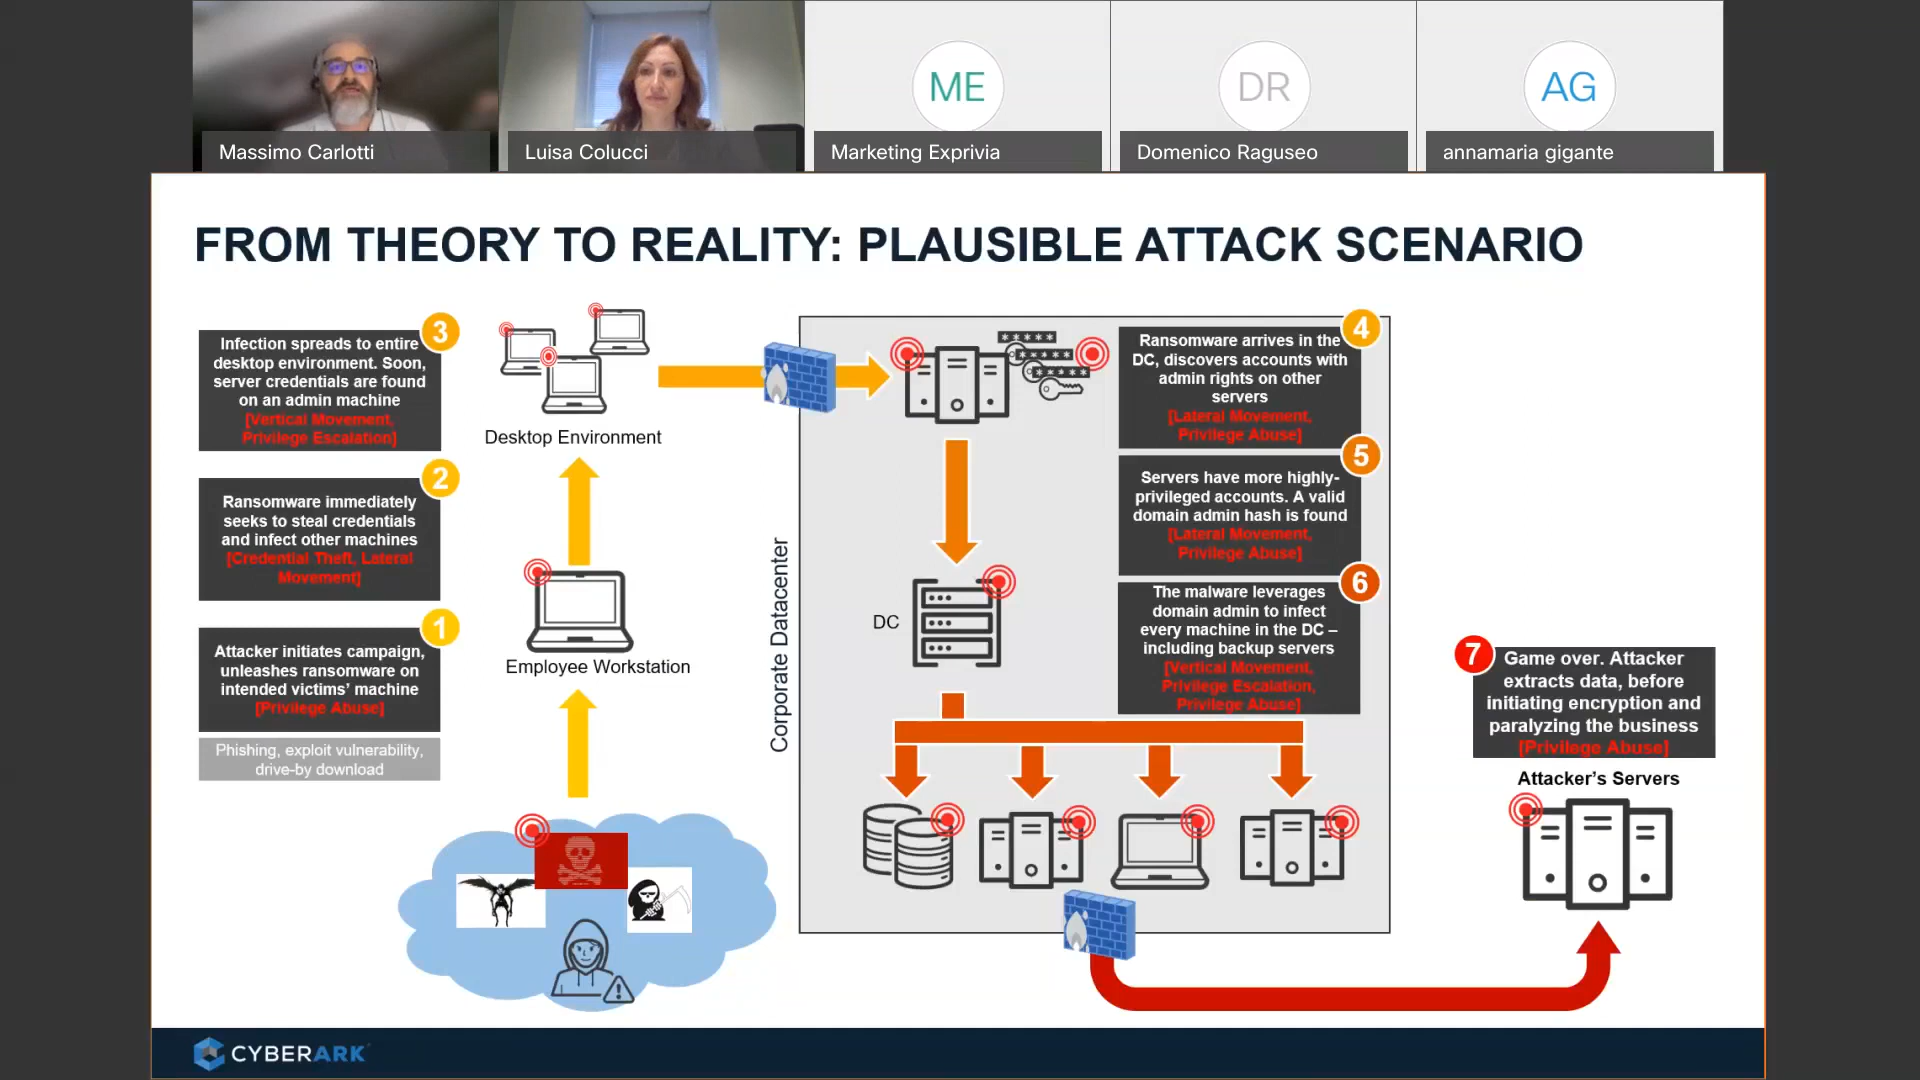 ME
DR
AG
Massimo Carlotti
Luisa Colucci
Marketing Exprivia
Domenico Raguseo
annamaria gigante
FROM THEORY TO REALITY: PLAUSIBLE ATTACK SCENARIO
3
Infection spreads to entire
desktop environment. Soon,
server credentials are found
on an admin machine
[Vertical Movement,
Privilege Escalation]
2
Ransomware immediately
seeks to steal credentials
and infect other machines
[Credential Theft, Lateral
Movement]
1
Attacker initiates campaign,
unleashes ransomware on
intended victims' machine
[Privilege Abuse]
Phishing, exploit vulnerability,
drive-by download
Desktop Environment
Employee Workstation
Corporate Datacenter
DC
4
Ransomware arrives in the
DC, discovers accounts with
admin rights on other
servers
[Lateral Movement,
Privilege Abuse]
5
Servers have more highly-
privileged accounts. A valid
domain admin hash is found
[Lateral Movement,
Privilege Abuse]
6
The malware leverages
domain admin to infect
every machine in the DC –
including backup servers
[Vertical Movement,
Privilege Escalation,
Privilege Abuse]
7
Game over. Attacker
extracts data, before
initiating encryption and
paralyzing the business
[Privilege Abuse]
Attacker's Servers
CYBERARK